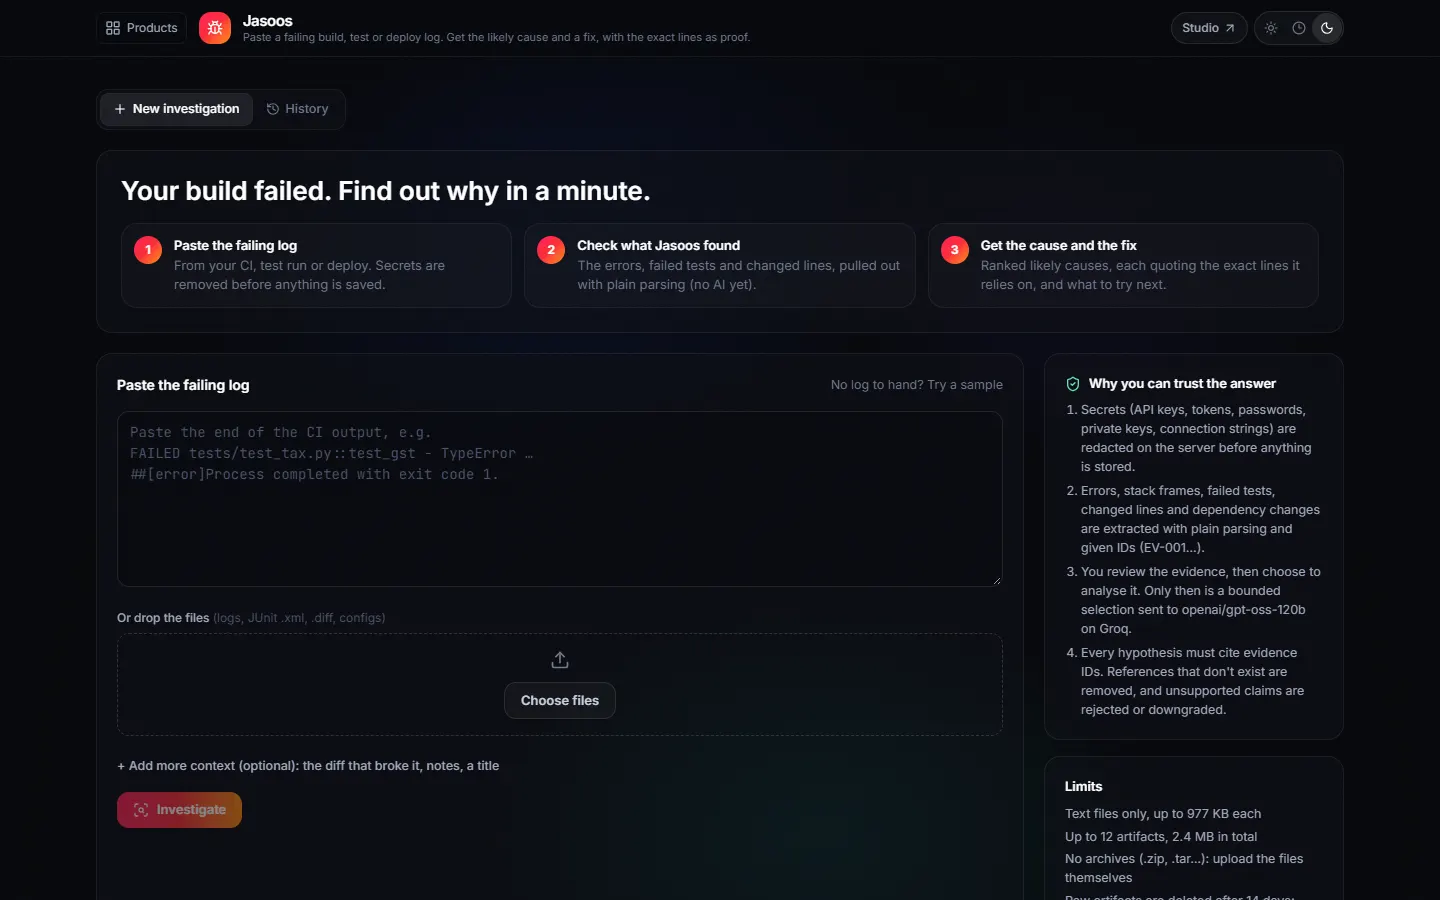 Products
Jasoos
Paste a failing build, test or deploy log. Get the likely cause and a fix, with the exact lines as proof.
Studio
New investigation
History
Your build failed. Find out why in a minute.
1
Paste the failing log
From your CI, test run or deploy. Secrets are
removed before anything is saved.
2
Check what Jasoos found
The errors, failed tests and changed lines, pulled out
with plain parsing (no AI yet).
3
Get the cause and the fix
Ranked likely causes, each quoting the exact lines it
relies on, and what to try next.
Paste the failing log
No log to hand? Try a sample
Paste the end of the CI output, e.g.
FAILED tests/test_tax.py::test_gst - TypeError …
##[error]Process completed with exit code 1.
Or drop the files (logs, JUnit .xml, .diff, configs)
Choose files
+ Add more context (optional): the diff that broke it, notes, a title
Investigate
Why you can trust the answer
1. Secrets (API keys, tokens, passwords,
private keys, connection strings) are
redacted on the server before anything
is stored.
2. Errors, stack frames, failed tests,
changed lines and dependency changes
are extracted with plain parsing and
given IDs (EV-001…).
3. You review the evidence, then choose to
analyse it. Only then is a bounded
selection sent to openai/gpt-oss-120b
on Groq.
4. Every hypothesis must cite evidence
IDs. References that don't exist are
removed, and unsupported claims are
rejected or downgraded.
Limits
Text files only, up to 977 KB each
Up to 12 artifacts, 2.4 MB in total
No archives (.zip, .tar…): upload the files
themselves
Raw artifacts are deleted after 14 days;